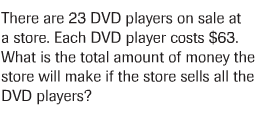 There are 23 DVD players on sale at
a store. Each DVD player costs $63.
What is the total amount of money the
store will make if the store sells all the
DVD players?